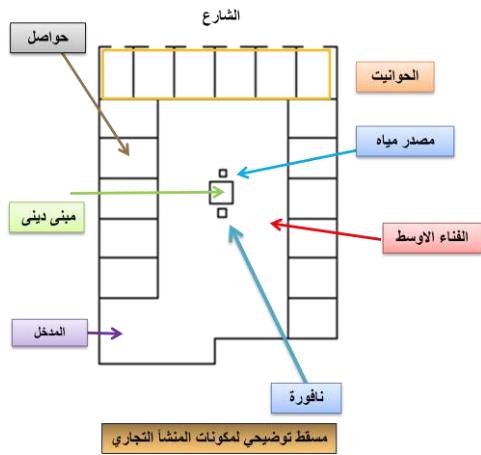 الشارع
حواصل
الحوانيت
مصدر مياه
مبنى دينى
الفناء الاوسط
المدخل
نافورة
مسقط توضيحي لمكونات المنشأ التجاري